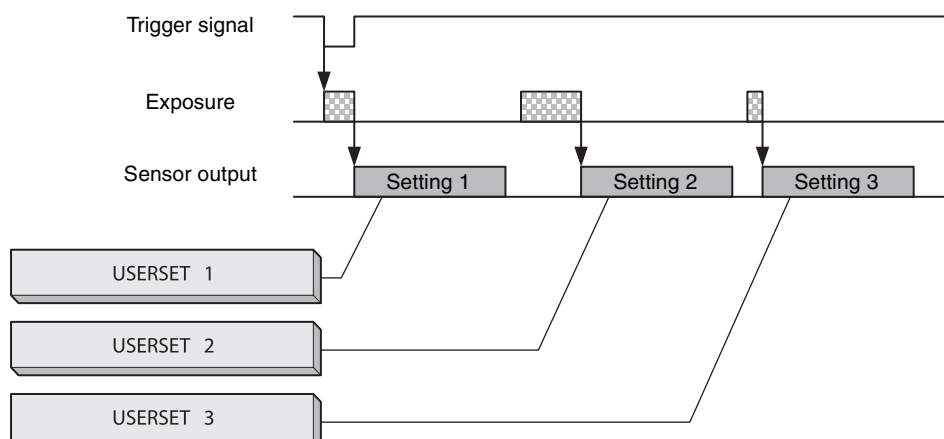 Trigger signal
Exposure
Sensor output
Setting 1 Setting 2 Setting 3
USERSET 1
USERSET 2
USERSET 3